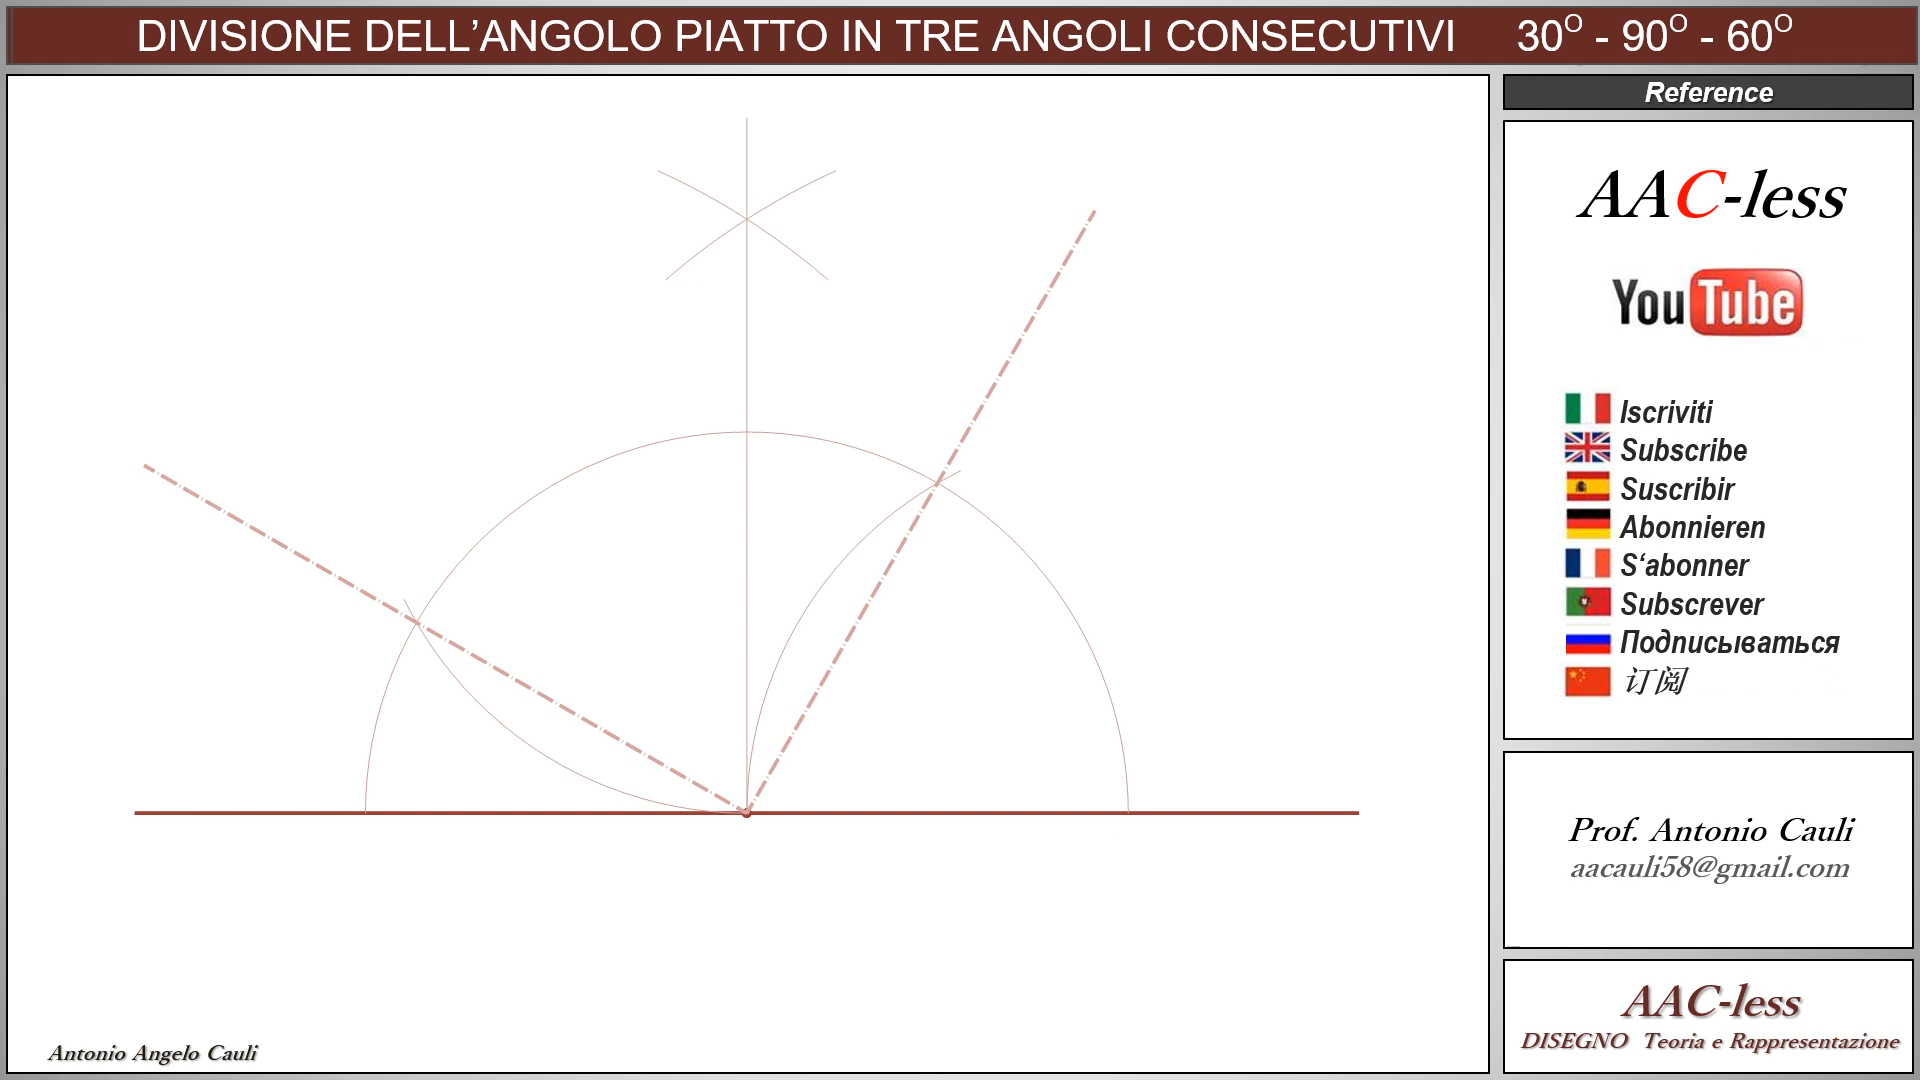 DIVISIONE DELL’ANGOLO PIATTO IN TRE ANGOLI CONSECUTIVI 30° - 90° - 60°
Reference
AAC-less
YouTube
Iscriviti
Subscribe
Suscribir
Abonnieren
S‘abonner
Subscrever
Подписываться
订阅
Prof. Antonio Cauli
aacauli58@gmail.com
AAC-less
DISEGNO Teoria e Rappresentazione
Antonio Angelo Cauli